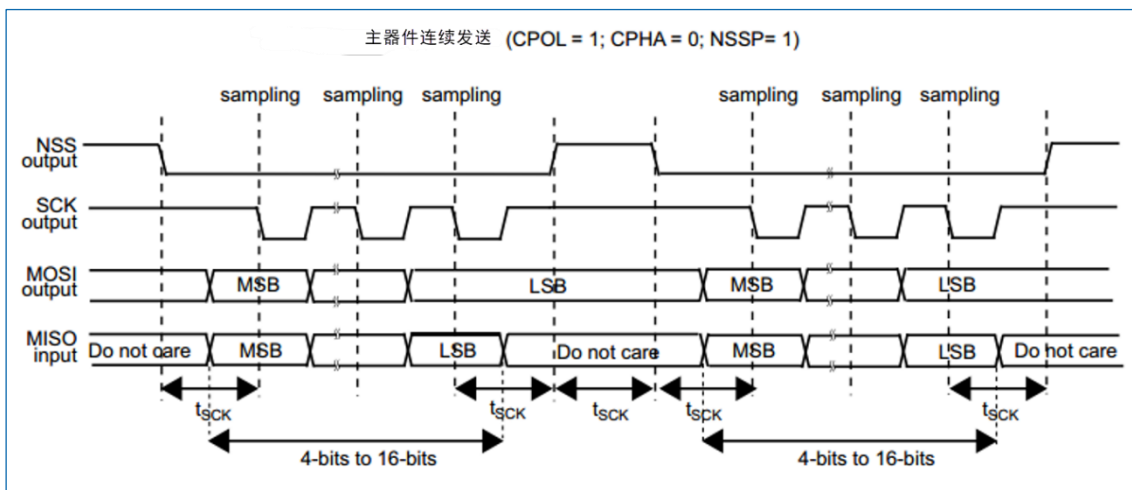 主器件连续发送 (CPOL = 1; CPHA = 0; NSSP= 1)
sampling sampling sampling sampling sampling sampling
NSS
output
SCK
output
MOSI
output
MSB LSB MSB LSB
MISO
input
Do not care MSB LSB Do not care MSB LSB Do not care
tSCK tSCK tSCK tSCK tSCK
4-bits to 16-bits 4-bits to 16-bits